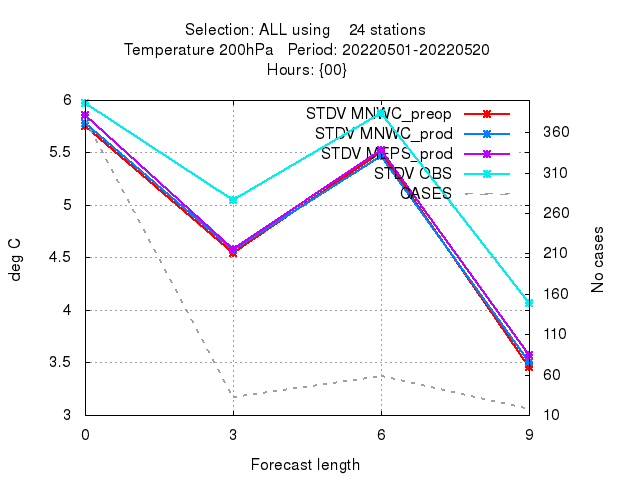 Selection: ALL using 24 stations
Temperature 200hPa Period: 20220501-20220520
Hours: {00}
STDV MNWC_preop
STDV MNWC_prod
STDV MEPS_prod
STDV OBS
CASES
6
5.5
5
4.5
4
3.5
3
360
310
260
210
160
110
60
10
0 3 6 9
deg C
No cases
Forecast length